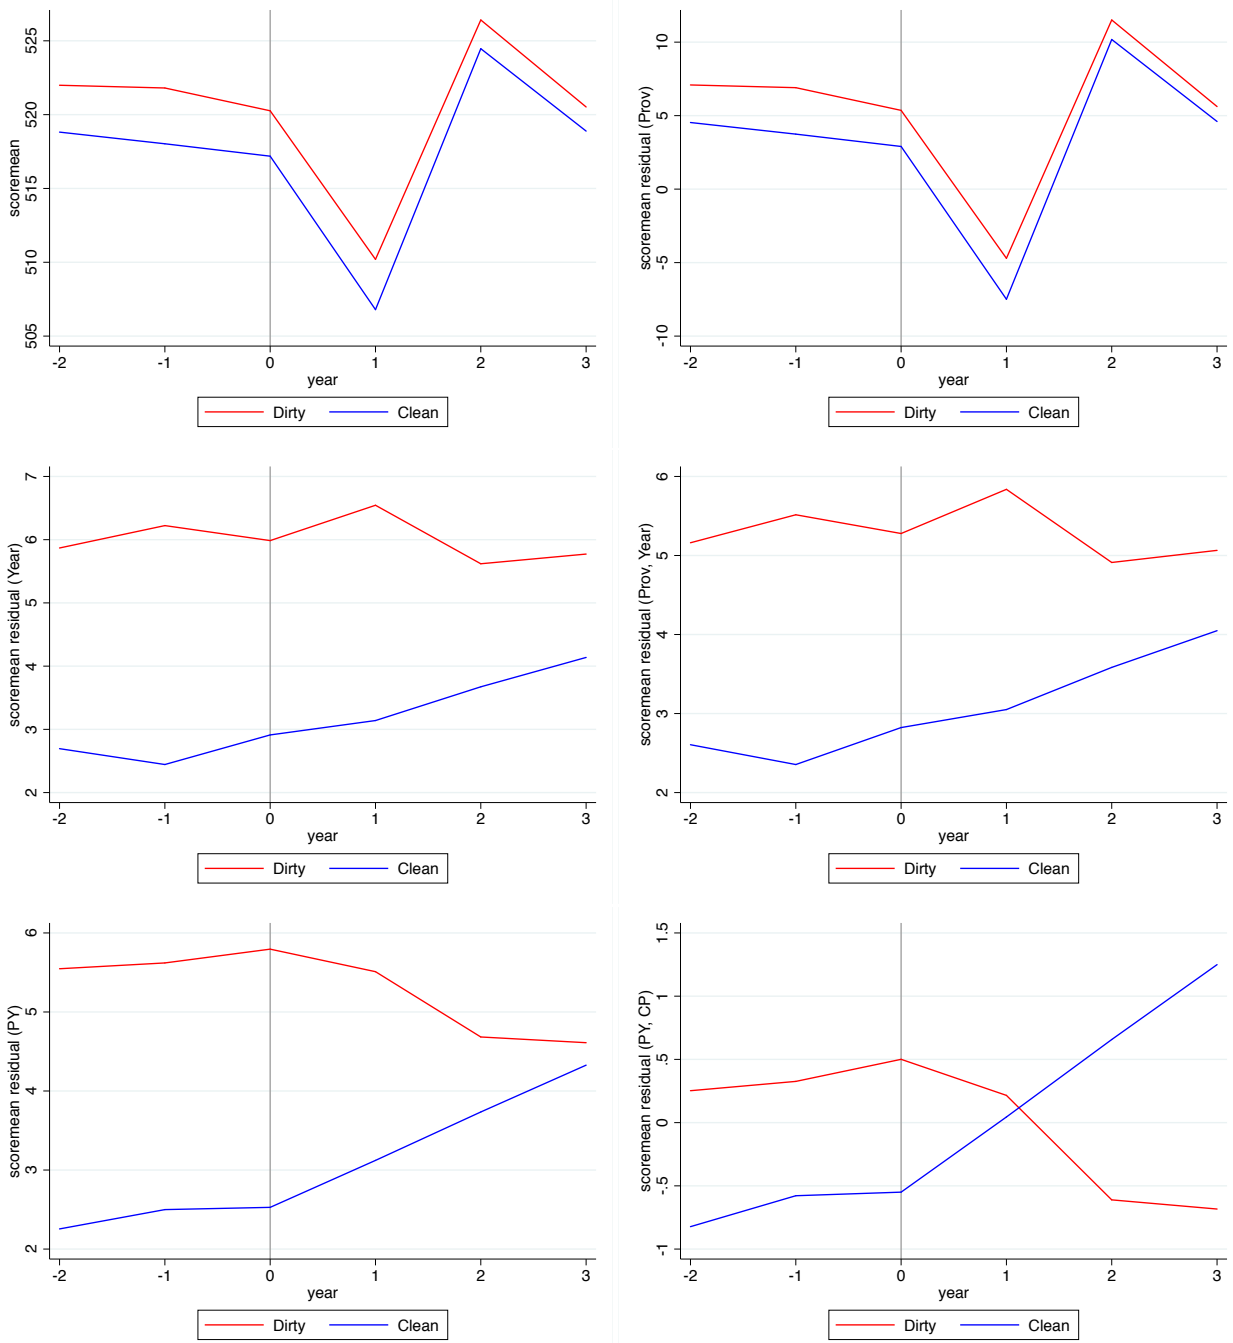 scoremean
525
520
515
510
505
-2 -1 0 1 2 3
year
Dirty Clean
scoremean residual (Prov)
10
5
0
-5
-10
-2 -1 0 1 2 3
year
Dirty Clean
scoremean residual (Year)
7
6
5
4
3
2
-2 -1 0 1 2 3
year
Dirty Clean
scoremean residual (Prov, Year)
6
5
4
3
2
-2 -1 0 1 2 3
year
Dirty Clean
scoremean residual (PY)
6
5
4
3
2
-2 -1 0 1 2 3
year
Dirty Clean
scoremean residual (PY, CP)
1.5
1
.5
0
-.5
-1
-2 -1 0 1 2 3
year
Dirty Clean